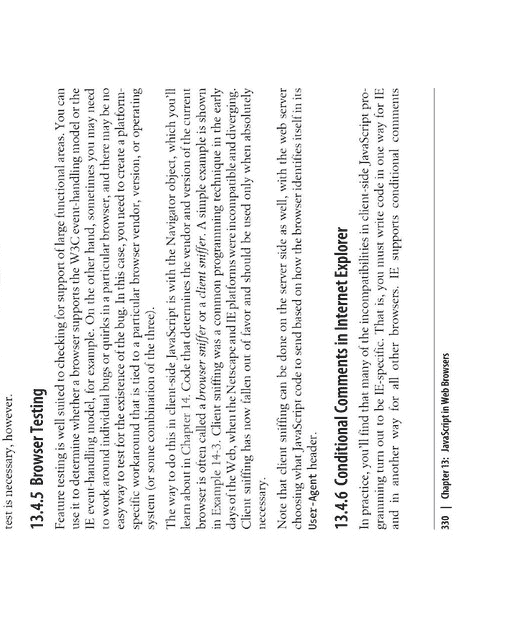 test is necessary, however.
13.4.5 Browser Testing
Feature testing is well suited to checking for support of large functional areas. You can
use it to determine whether a browser supports the W3C event-handling model or the
IE event-handling model, for example. On the other hand, sometimes you may need
to work around individual bugs or quirks in a particular browser, and there may be no
easy way to test for the existence of the bug. In this case, you need to create a platform-
specific workaround that is tied to a particular browser vendor, version, or operating
system (or some combination of the three).
The way to do this in client-side JavaScript is with the Navigator object, which you'll
learn about in Chapter 14. Code that determines the vendor and version of the current
browser is often called a browser sniffer or a client sniffer. A simple example is shown
in Example 14-3. Client sniffing was a common programming technique in the early
days of the Web, when the Netscape and IE platforms were incompatible and diverging.
Client sniffing has now fallen out of favor and should be used only when absolutely
necessary.
Note that client sniffing can be done on the server side as well, with the web server
choosing what JavaScript code to send based on how the browser identifies itself in its
User-Agent header.
13.4.6 Conditional Comments in Internet Explorer
In practice, you'll find that many of the incompatibilities in client-side JavaScript pro-
gramming turn out to be IE-specific. That is, you must write code in one way for IE
and in another way for all other browsers. IE supports conditional comments
330 | Chapter 13: JavaScript in Web Browsers